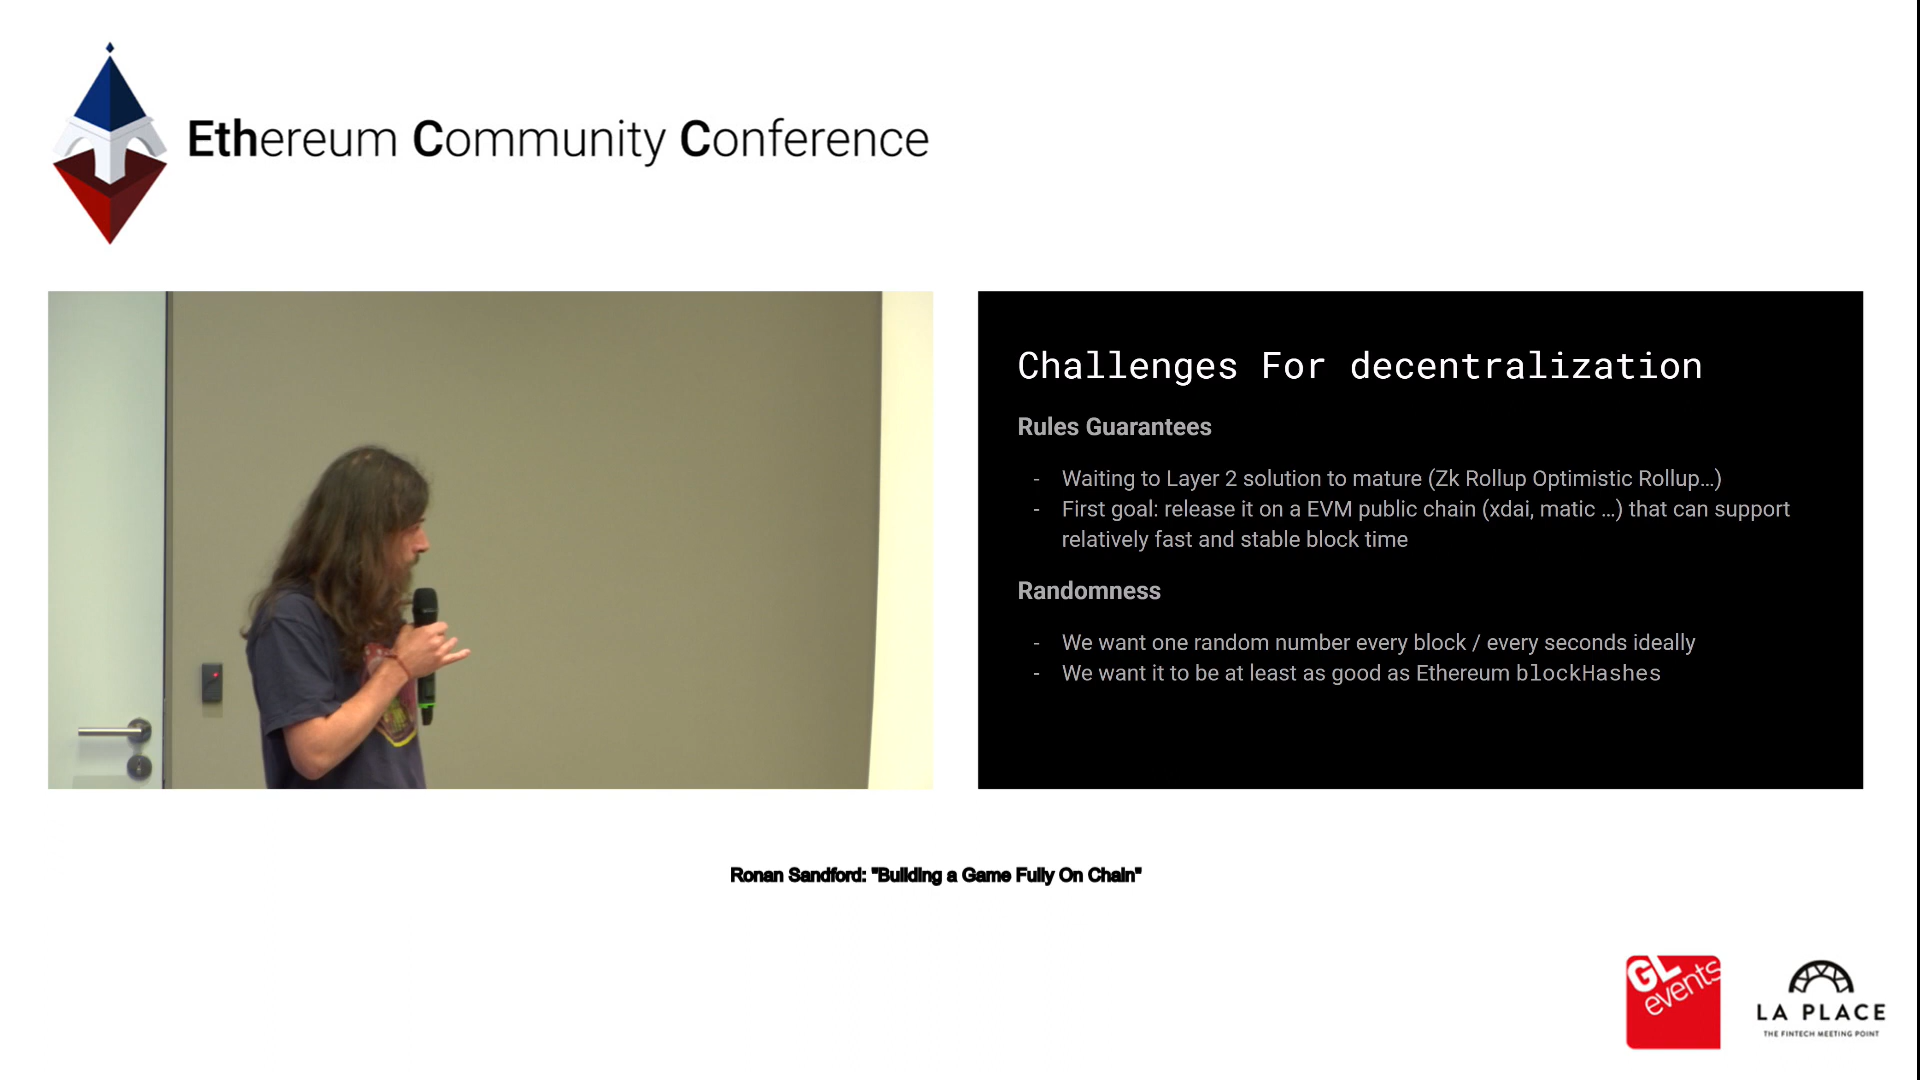 Ethereum Community Conference
Challenges For decentralization
Rules Guarantees
- Waiting to Layer 2 solution to mature (Zk Rollup Optimistic Rollup...)
- First goal: release it on a EVM public chain (xdai, matic ...) that can support
relatively fast and stable block time
Randomness
- We want one random number every block / every seconds ideally
- We want it to be at least as good as Ethereum blockHashes
Ronan Sandford: "Building a Game Fully On Chain"
GL
events
LA PLACE
THE FINTECH MEETING POINT